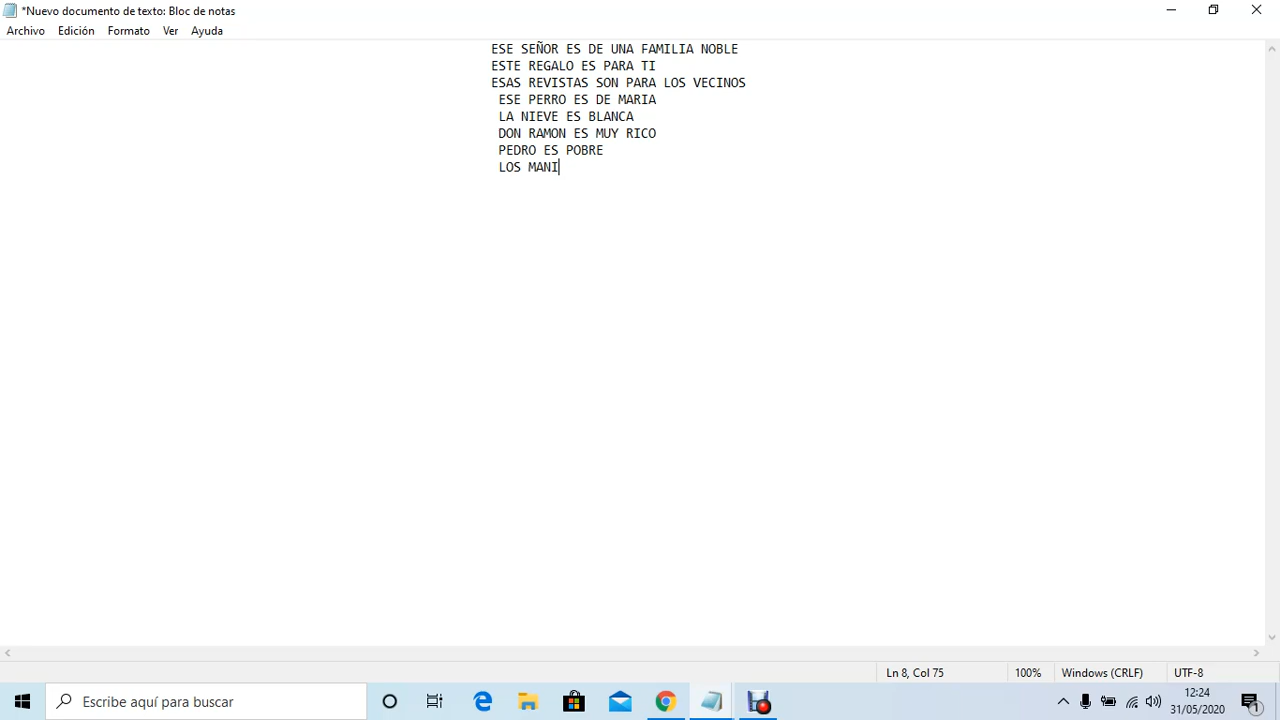 *Nuevo documento de texto: Bloc de notas
Archivo Edición Formato Ver Ayuda
ESE SEÑOR ES DE UNA FAMILIA NOBLE
ESTE REGALO ES PARA TI
ESAS REVISTAS SON PARA LOS VECINOS
ESE PERRO ES DE MARIA
LA NIEVE ES BLANCA
DON RAMON ES MUY RICO
PEDRO ES POBRE
LOS MANI
Ln 8, Col 75 100% Windows (CRLF) UTF-8
Escribe aquí para buscar
12:24
31/05/2020
1